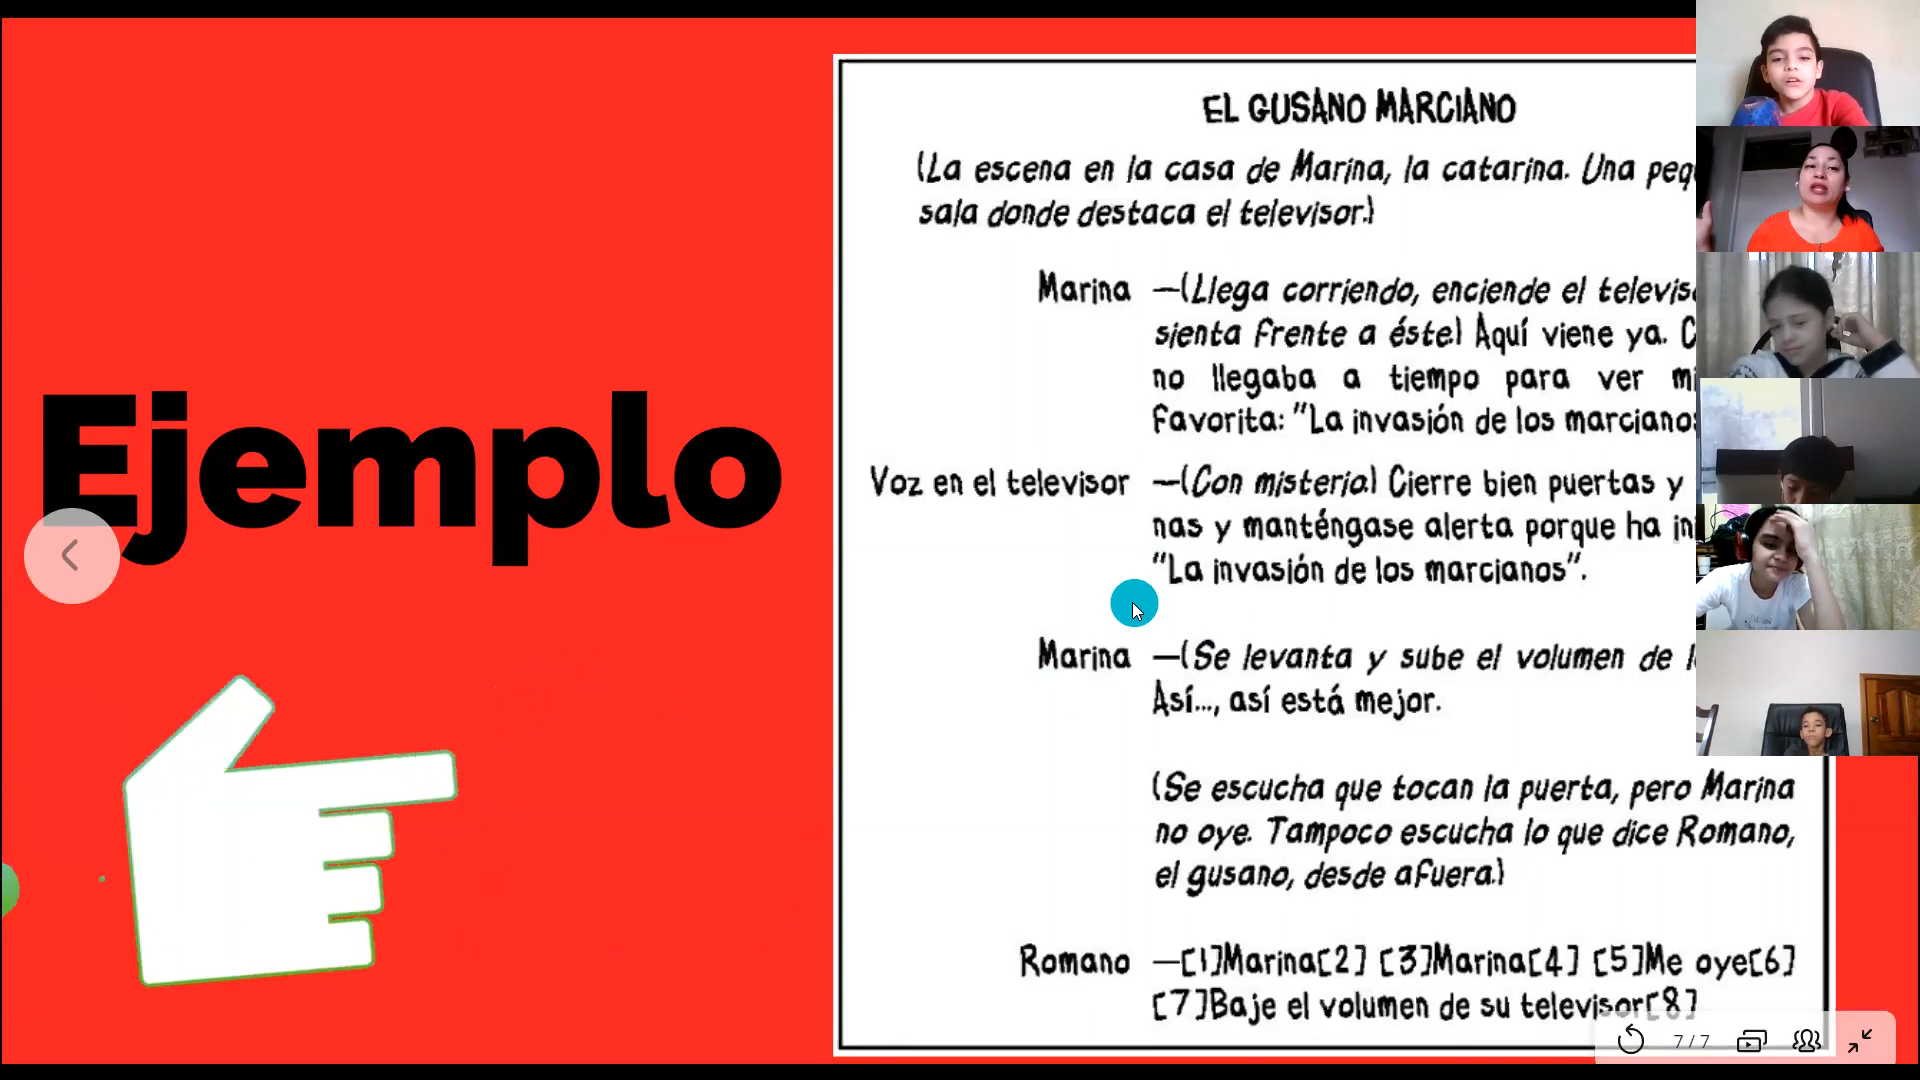 Ejemplo
EL GUSANO MARCIANO
(La escena en la casa de Marina, la catarina. Una
sala donde destaca el televisor.)
Marina —(Llega corriendo, enciende el
sienta frente a éste.) Aquí viene ya.
no llegaba a tiempo para ver
favorita: "La invasión de los marcianos
Voz en el televisor —(Con misterio.) Cierre bien puertas y
nas y manténgase alerta porque ha
"La invasión de los marcianos".
Marina —(Se levanta y sube el volumen de
Así..., así está mejor.
(Se escucha que tocan la puerta, pero Marina
no oye. Tampoco escucha lo que dice Romano,
el gusano, desde afuera.)
Romano —[1]Marina[2] [3]Marina[4] [5]Me oye[6]
[7]Baje el volumen de su televisor[8]
7/7